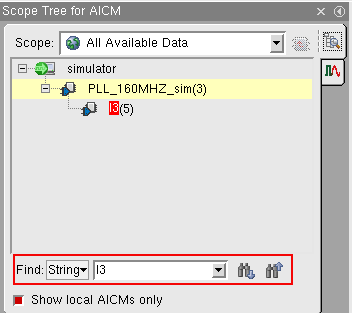 Scope Tree for AICM
Scope: All Available Data
simulator
PLL_160MHZ_sim(3)
I3(5)
Find: String I3
Show local AICMs only